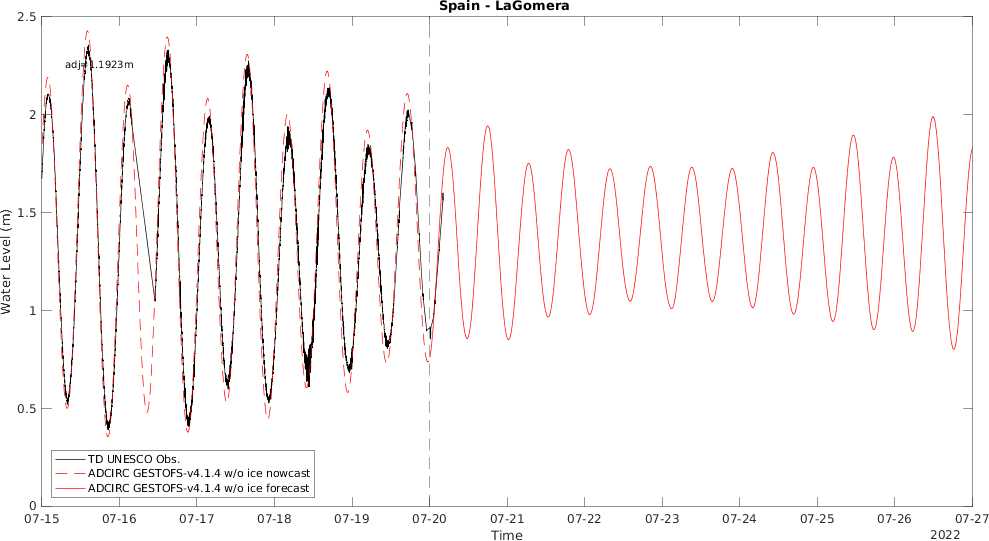 Spain - LaGomera
2.5
adj=1.1923m
2
1.5
Water Level (m)
1
0.5
TD UNESCO Obs.
ADCIRC GESTOFS-v4.1.4 w/o ice nowcast
ADCIRC GESTOFS-v4.1.4 w/o ice forecast
0
07-15 07-16 07-17 07-18 07-19 07-20 07-21 07-22 07-23 07-24 07-25 07-26 07-27
Time
2022